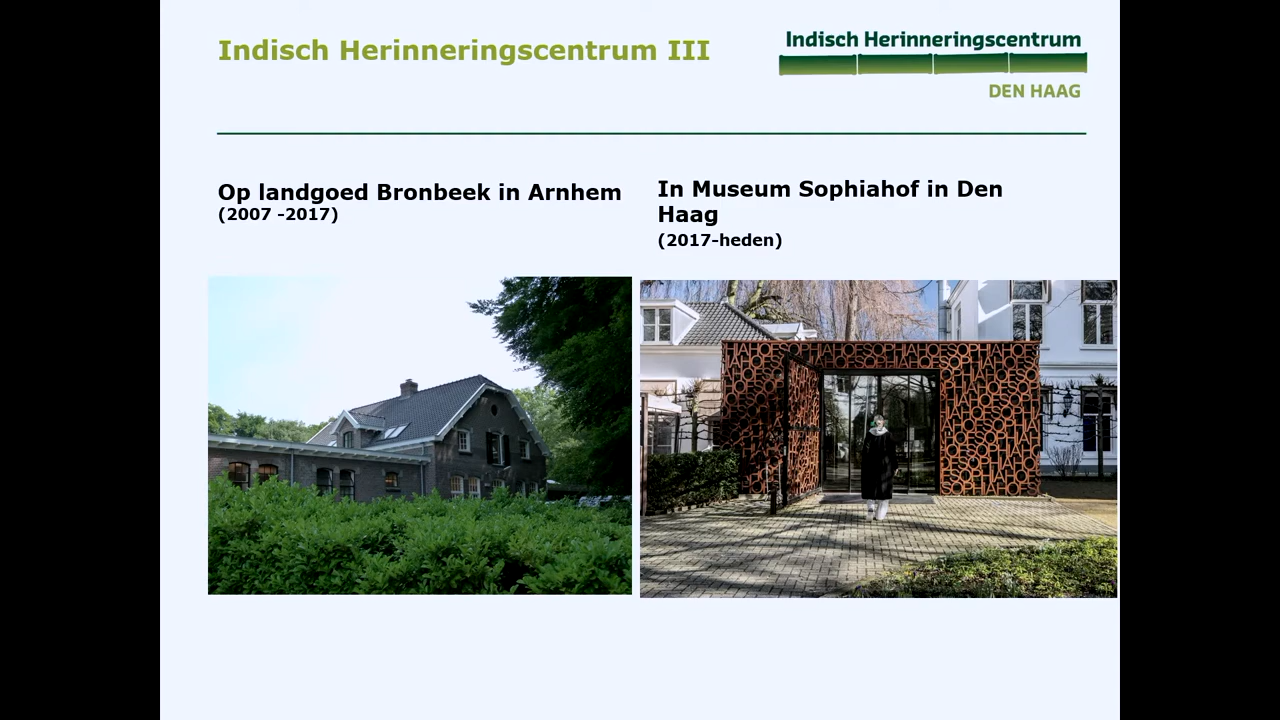 Indisch Herinneringscentrum III
Indisch Herinneringscentrum
DEN HAAG
Op landgoed Bronbeek in Arnhem
(2007 -2017)
In Museum Sophiahof in Den
Haag
(2017-heden)